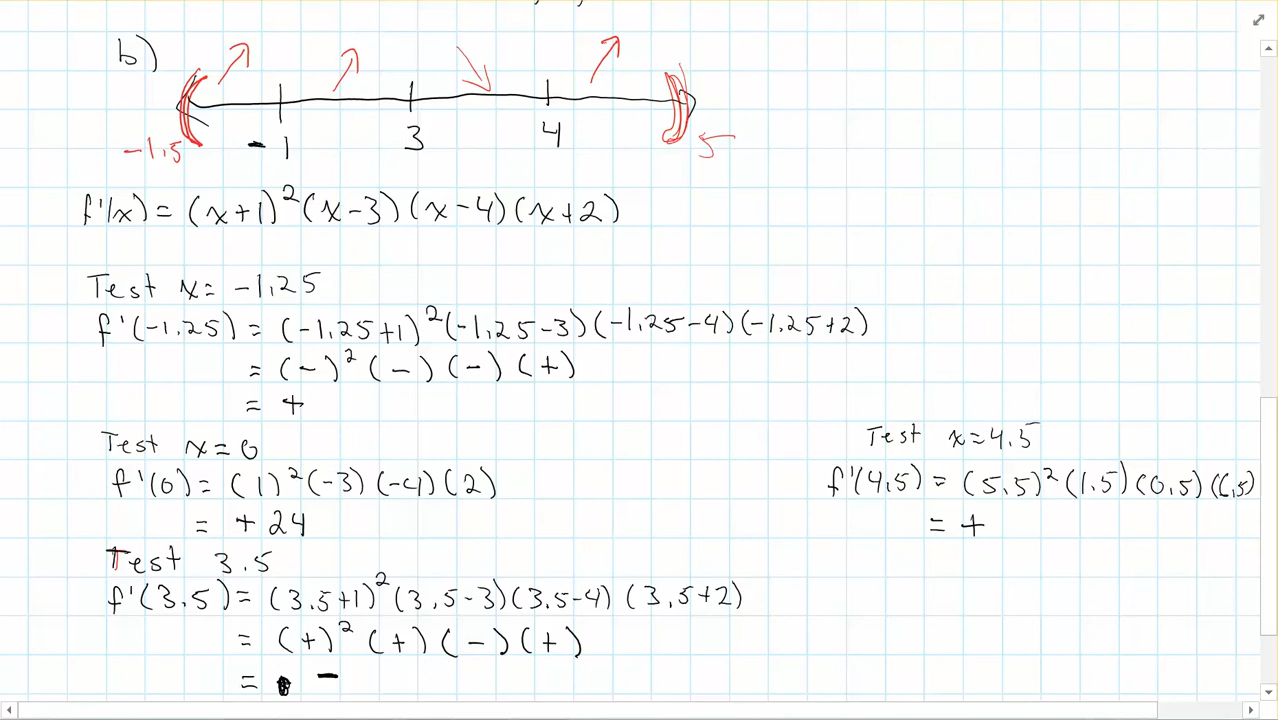 b)
-1.5 -1 3 4 5
f'(x) = (x+1)²(x-3)(x-4)(x+2)
Test x= -1.25
f'(-1.25) = (-1.25+1)²(-1.25-3)(-1.25-4)(-1.25+2)
= (-)²(-)(-)(+)
= +
Test x=0
f'(0) = (1)²(-3)(-4)(2)
= +24
Test 3.5
f'(3.5) = (3.5+1)²(3.5-3)(3.5-4)(3.5+2)
= (+)²(+)(-)(+)
= -
Test x=4.5
f'(4.5) = (5.5)²(1.5)(0.5)(6.5)
= +